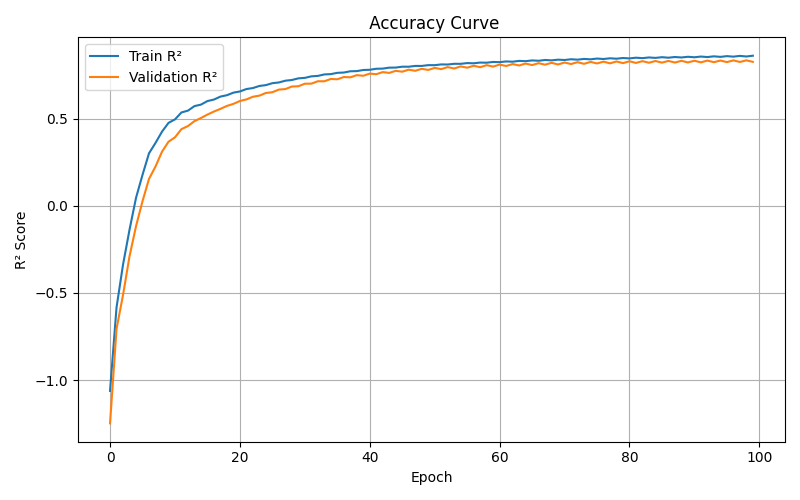 Accuracy Curve
Train R²
Validation R²
R² Score
0.5
0.0
−0.5
−1.0
0 20 40 60 80 100
Epoch